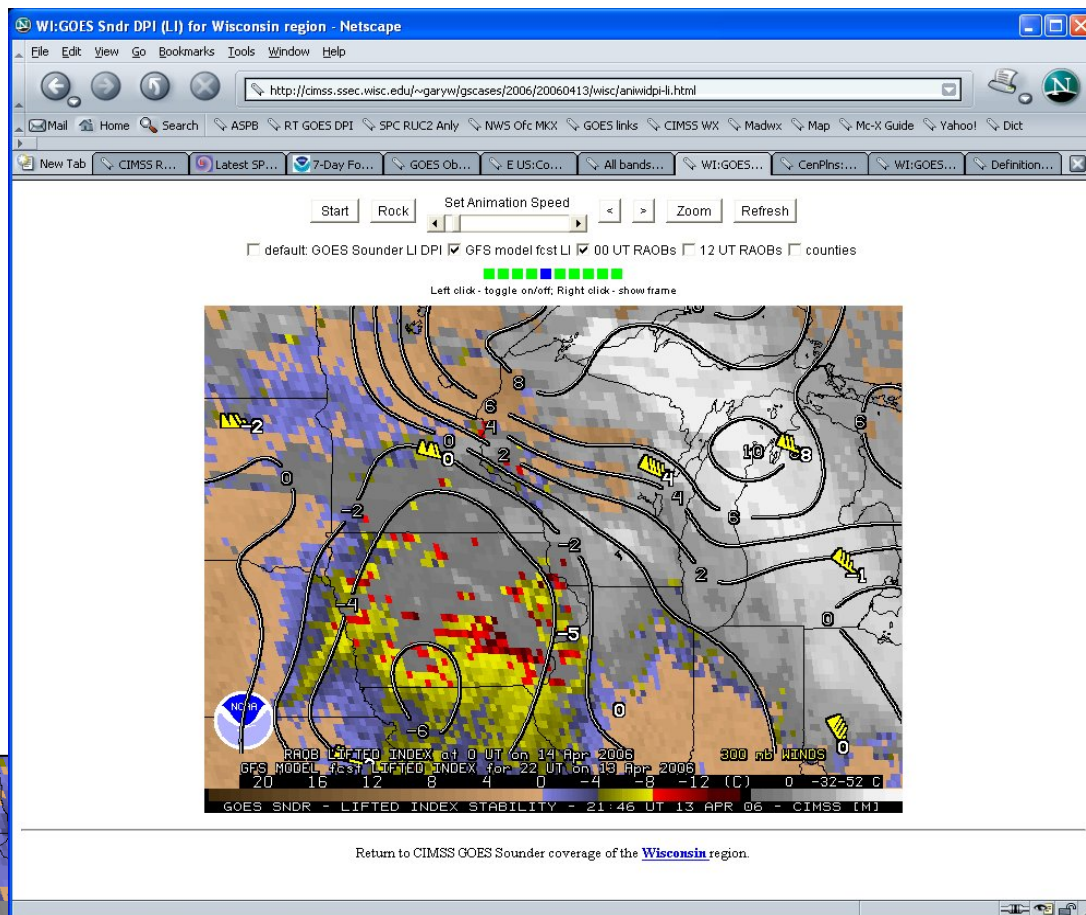 WI:GOES Sndr DPI (LI) for Wisconsin region - Netscape
File Edit View Go Bookmarks Tools Window Help
http://cimss.ssec.wisc.edu/~garyw/gscases/2006/20060413/wisc/aniwidpi-li.html
Mail Home Search ASPB RT GOES DPI SPC RUC2 Anly NWS Ofc MKX GOES links CIMSS WX Madwx Map Mc-X Guide Yahoo! Dict
New Tab CIMSS R... Latest SP... 7-Day Fo... GOES Ob... E US:Co... All bands... WI:GOES... CenPlns:... WI:GOES... Definition...
Start Rock Set Animation Speed < > Zoom Refresh
default: GOES Sounder LI DPI GFS model fcst LI 00 UT RAOBs 12 UT RAOBs counties
Left click - toggle on/off; Right click - show frame
10
8
6
6
-2 0 4
0 2 10 8
0 4 4
-2 6
-2
2 -1
-4 0
-5
0
-6 0
NOAA
RAOB LIFTED INDEX at 0 UT on 14 Apr 2006 300 mb WINDS
GFS MODEL fcst LIFTED INDEX for 22 UT on 13 Apr 2006
20 16 12 8 4 0 -4 -8 -12 (C) 0 -32-52 C
GOES SNDR - LIFTED INDEX STABILITY - 21:46 UT 13 APR 06 - CIMSS [M]
Return to CIMSS GOES Sounder coverage of the Wisconsin region.